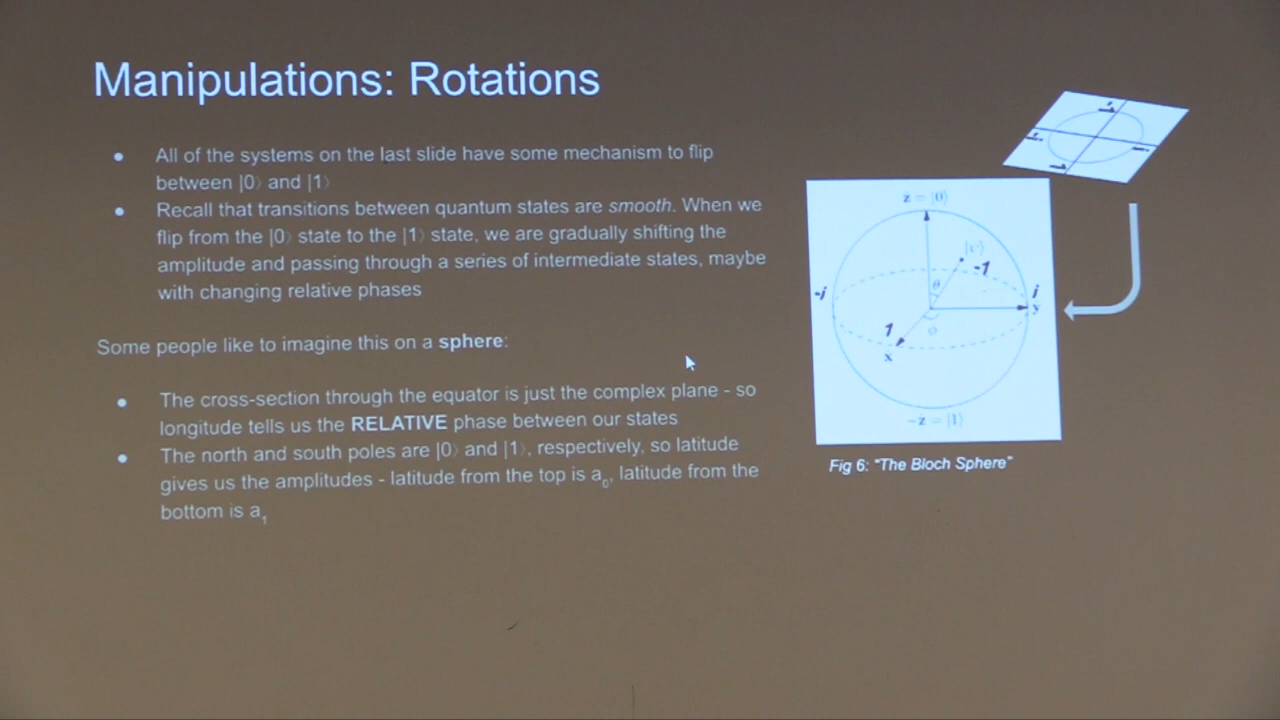 Manipulations: Rotations
● All of the systems on the last slide have some mechanism to flip
between |0⟩ and |1⟩
● Recall that transitions between quantum states are smooth. When we
flip from the |0⟩ state to the |1⟩ state, we are gradually shifting the
amplitude and passing through a series of intermediate states, maybe
with changing relative phases
Some people like to imagine this on a sphere:
● The cross-section through the equator is just the complex plane - so
longitude tells us the RELATIVE phase between our states
● The north and south poles are |0⟩ and |1⟩, respectively, so latitude
gives us the amplitudes - latitude from the top is a₀, latitude from the
bottom is a₁
ẑ = |0⟩
|ψ⟩
-1
θ
-i
i
ŷ
1
φ
x̂
-ẑ = |1⟩
Fig 6: “The Bloch Sphere”